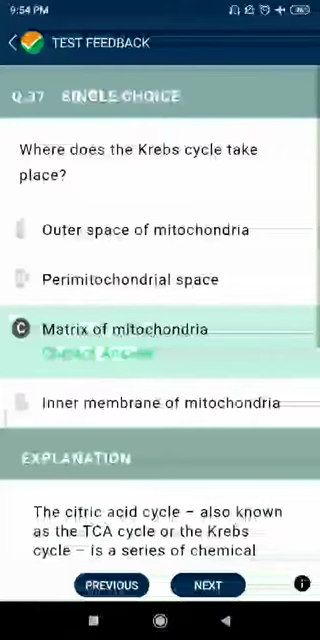 9:54 PM
TEST FEEDBACK
Q.37 SINGLE CHOICE
Where does the Krebs cycle take
place?
Outer space of mitochondria
Perimitochondrial space
C Matrix of mitochondria
Correct Answer
Inner membrane of mitochondria
EXPLANATION
The citric acid cycle – also known
as the TCA cycle or the Krebs
cycle – is a series of chemical
PREVIOUS NEXT